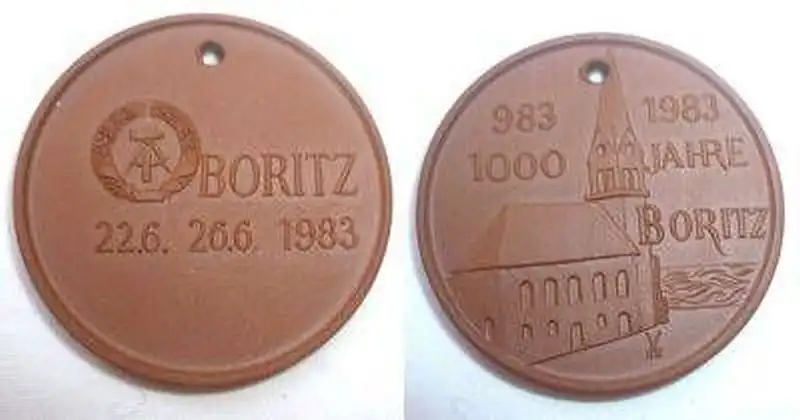 BORITZ
22.6. 26.6 1983
983 1983
1000 JAHRE
BORITZ